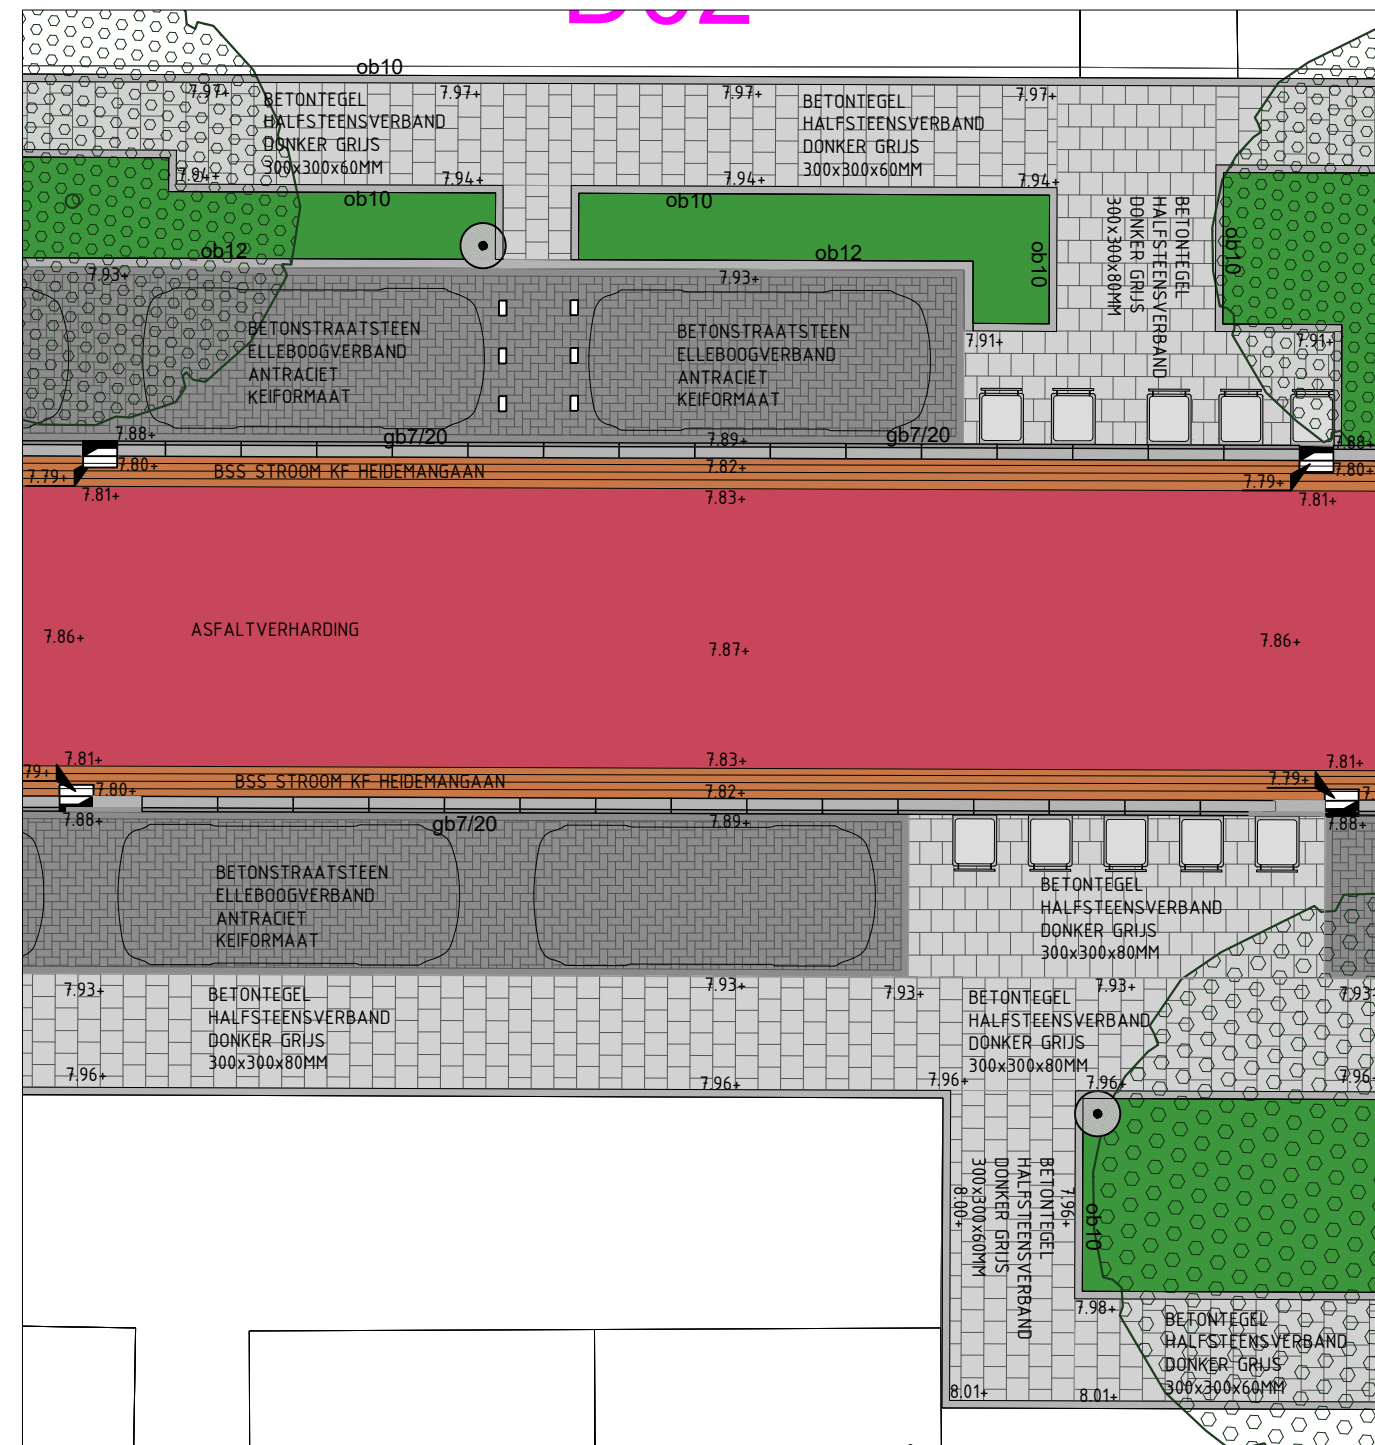 ob10
7.97+
7.97+
7.97+
7.97+
BETONTEGEL
HALFSTEENSVERBAND
DONKER GRIJS
300x300x60MM
BETONTEGEL
HALFSTEENSVERBAND
DONKER GRIJS
300x300x60MM
7.94+
7.94+
7.94+
7.94+
ob10
ob10
BETONTEGEL
HALFSTEENSVERBAND
DONKER GRIJS
300x300x80MM
ob12
ob12
ob10
ob10
7.93+
7.93+
BETONSTRAATSTEEN
ELLEBOOGVERBAND
ANTRACIET
KEIFORMAAT
BETONSTRAATSTEEN
ELLEBOOGVERBAND
ANTRACIET
KEIFORMAAT
7.91+
7.91+
7.88+
gb7/20
7.89+
gb7/20
7.88+
7.79+
7.80+
BSS STROOM KF HEIDEMANGAAN
7.82+
7.79+
7.80+
7.81+
7.83+
7.81+
7.86+
ASFALTVERHARDING
7.87+
7.86+
7.81+
7.83+
7.81+
79+
7.80+
BSS STROOM KF HEIDEMANGAAN
7.82+
7.79+
7
7.88+
gb7/20
7.89+
7.88+
BETONSTRAATSTEEN
ELLEBOOGVERBAND
ANTRACIET
KEIFORMAAT
BETONTEGEL
HALFSTEENSVERBAND
DONKER GRIJS
300x300x80MM
7.93+
7.93+
7.93+
7.93+
7.93+
BETONTEGEL
HALFSTEENSVERBAND
DONKER GRIJS
300x300x80MM
BETONTEGEL
HALFSTEENSVERBAND
DONKER GRIJS
300x300x80MM
7.96+
7.96+
7.96+
7.96+
7.96+
8.00+
BETONTEGEL
HALFSTEENSVERBAND
DONKER GRIJS
300x300x60MM
7.96+
ob10
7.98+
BETONTEGEL
HALFSTEENSVERBAND
DONKER GRIJS
300x300x60MM
8.01+
8.01+